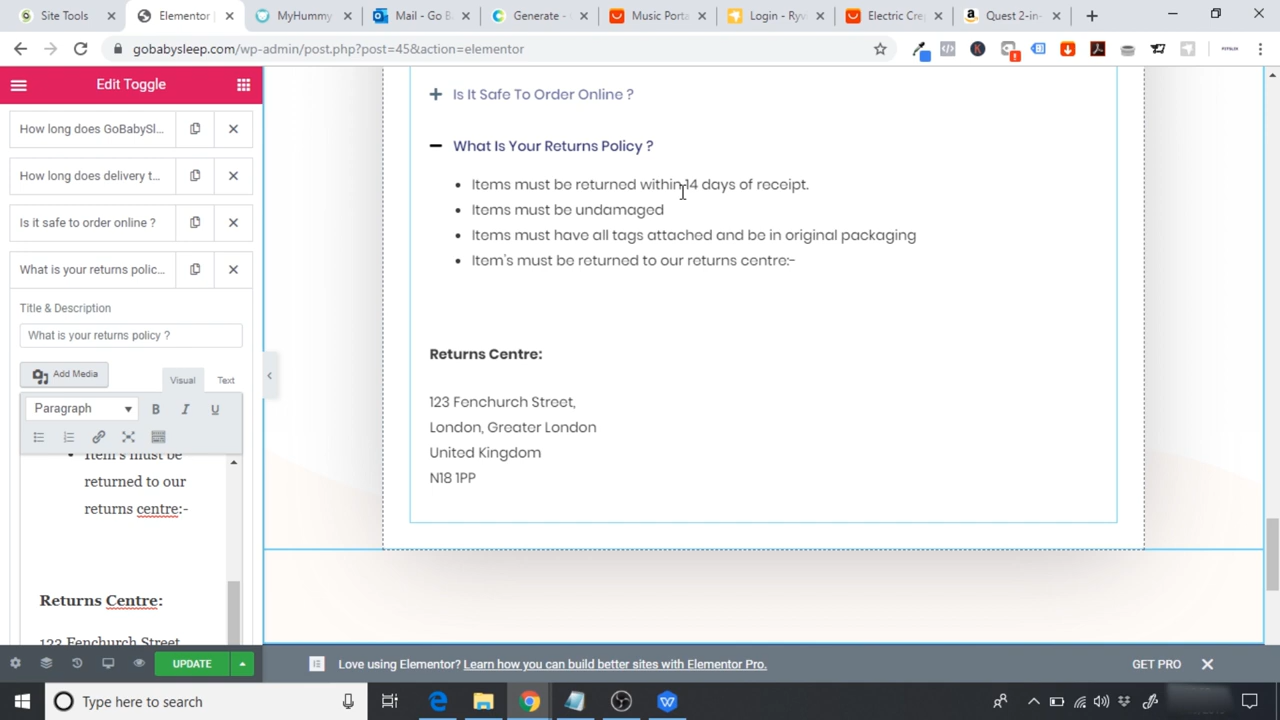 Site Tools
Elementor
MyHummy
Mail - Go B
Generate -
Music Porta
Login - Ryv
Electric Cre
Quest 2-in-
gobabysleep.com/wp-admin/post.php?post=45&action=elementor
Edit Toggle
How long does GoBabySl...
How long does delivery t...
Is it safe to order online ?
What is your returns polic...
Title & Description
What is your returns policy ?
Add Media
Visual
Text
Paragraph
B
I
U
Item's must be
returned to our
returns centre:-
Returns Centre:
123 Fenchurch Street,
UPDATE
Is It Safe To Order Online ?
What Is Your Returns Policy ?
• Items must be returned within 14 days of receipt.
• Items must be undamaged
• Items must have all tags attached and be in original packaging
• Item's must be returned to our returns centre:-
Returns Centre:
123 Fenchurch Street,
London, Greater London
United Kingdom
N18 1PP
Love using Elementor? Learn how you can build better sites with Elementor Pro.
GET PRO
Type here to search